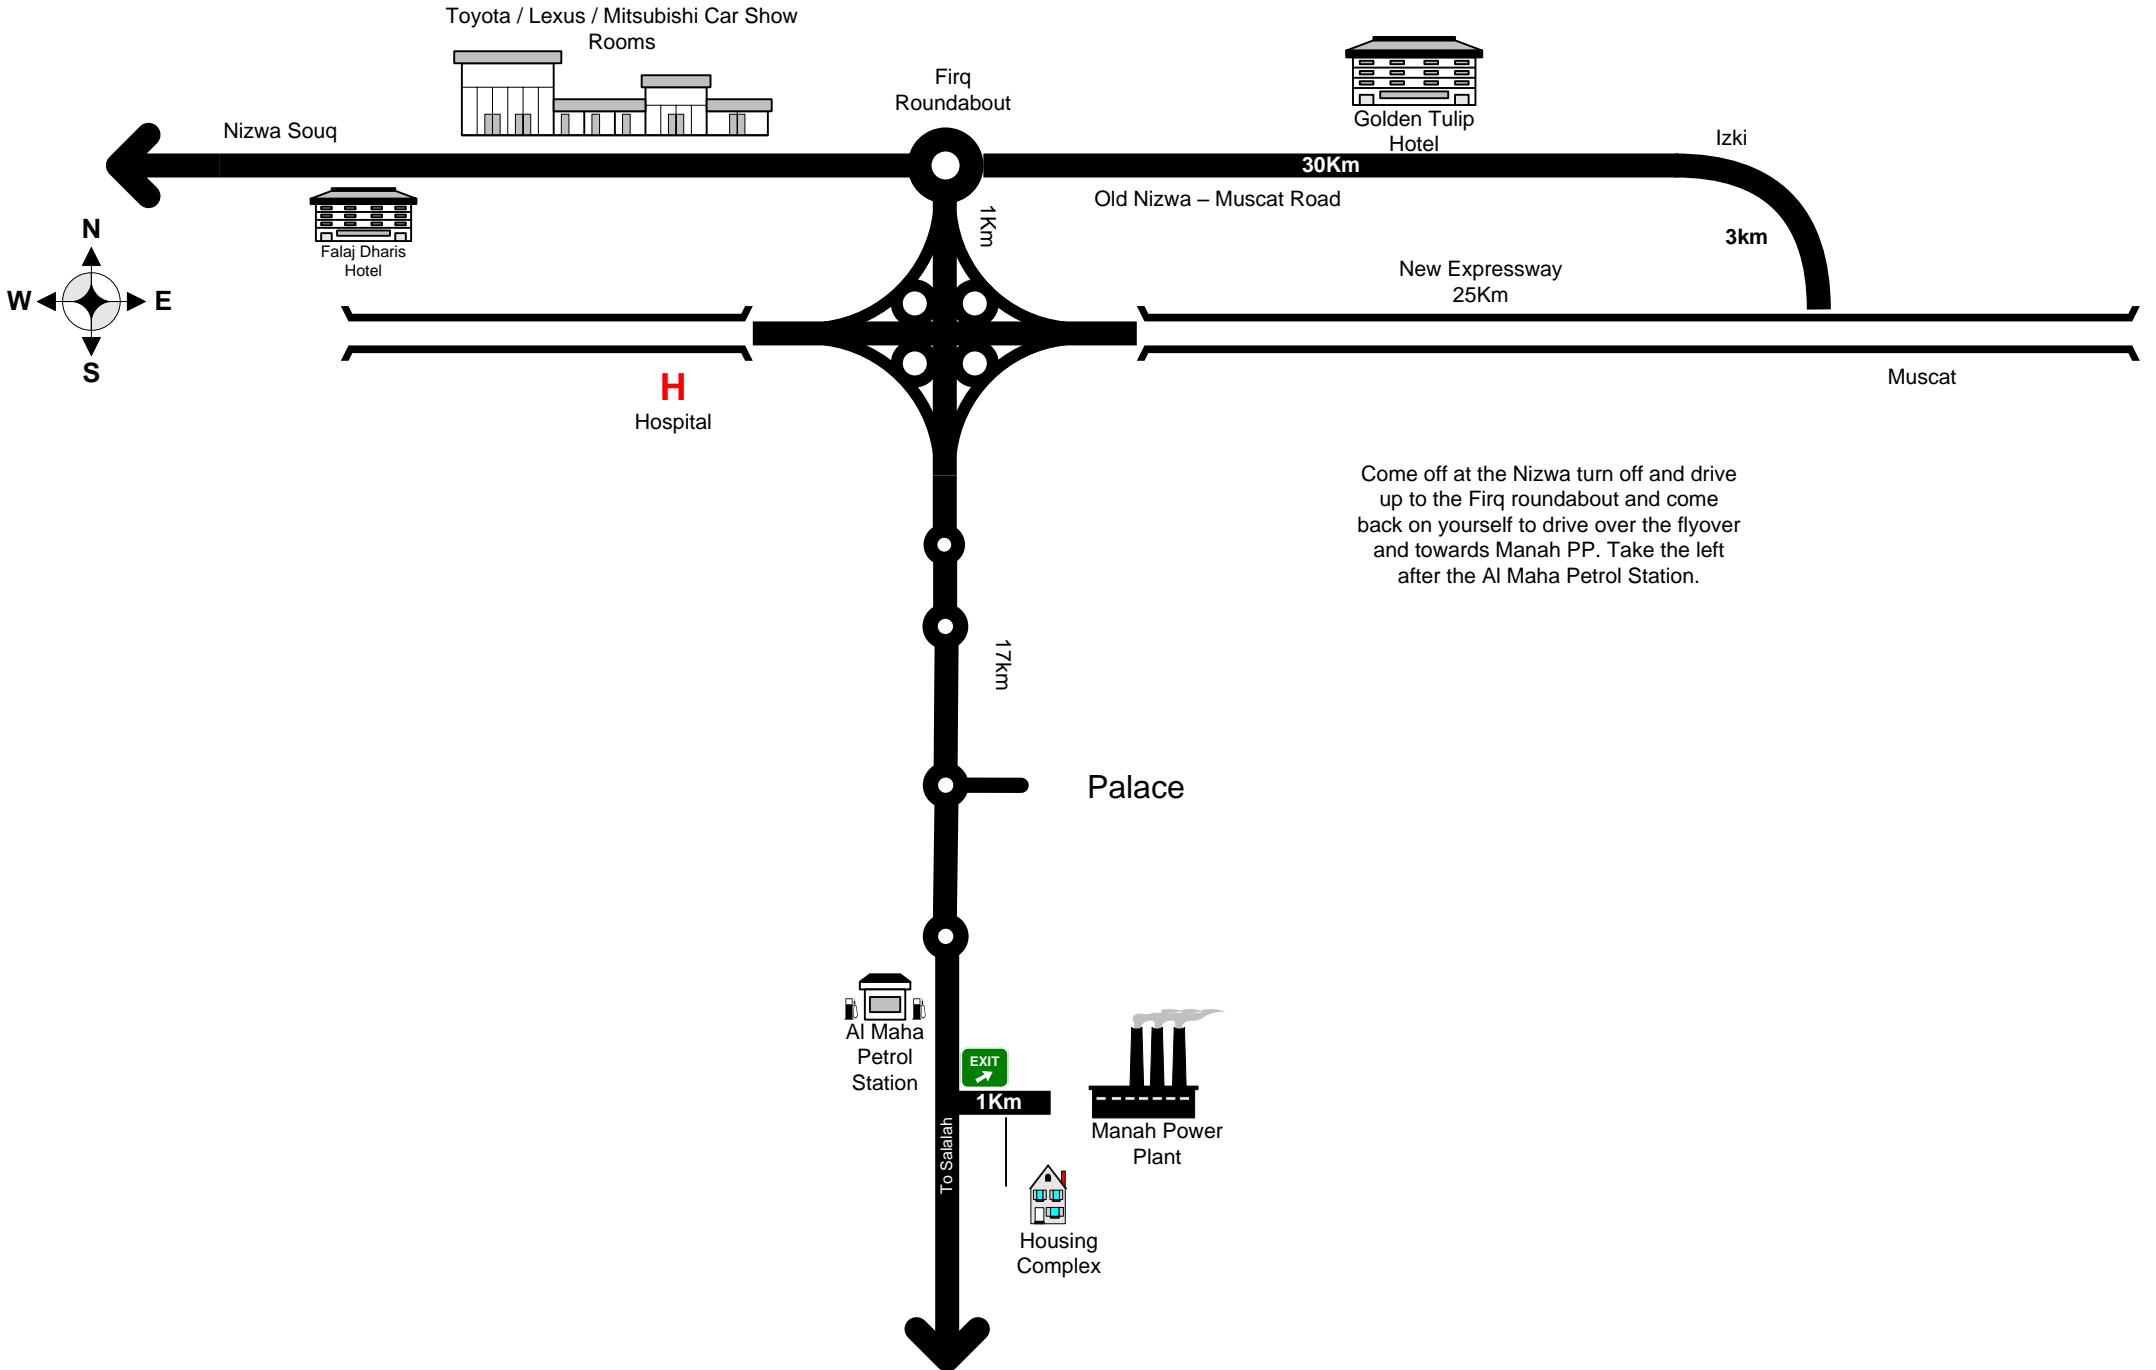 Toyota / Lexus / Mitsubishi Car Show
Rooms
Firq
Roundabout
Golden Tulip
Hotel
Nizwa Souq
Izki
30Km
Old Nizwa – Muscat Road
1Km
3km
N
W
E
S
Falaj Dharis
Hotel
New Expressway
25Km
H
Hospital
Muscat
Come off at the Nizwa turn off and drive
up to the Firq roundabout and come
back on yourself to drive over the flyover
and towards Manah PP. Take the left
after the Al Maha Petrol Station.
17km
Palace
Al Maha
Petrol
Station
EXIT
1Km
Manah Power
Plant
To Salalah
Housing
Complex